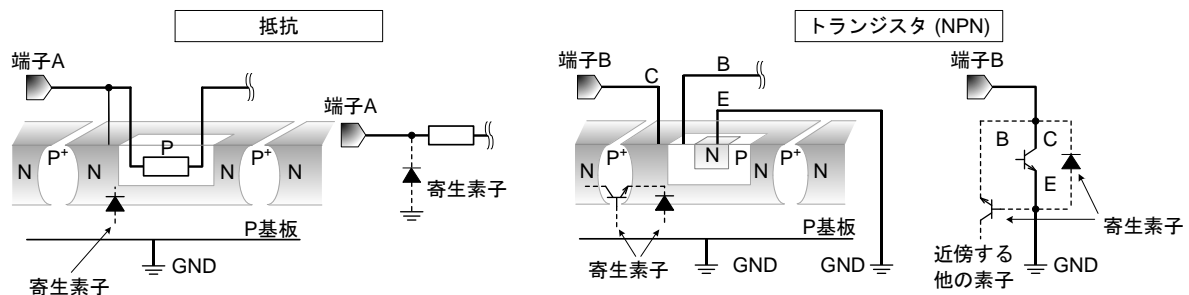 抵抗
トランジスタ (NPN)
端子A
P
N
P+
N
N
P+
N
P基板
寄生素子
GND
端子A
寄生素子
端子B
C
B
E
N
P+
N
N
P
N
P+
N
P基板
寄生素子
GND
GND
端子B
B
C
E
寄生素子
近傍する
他の素子
GND